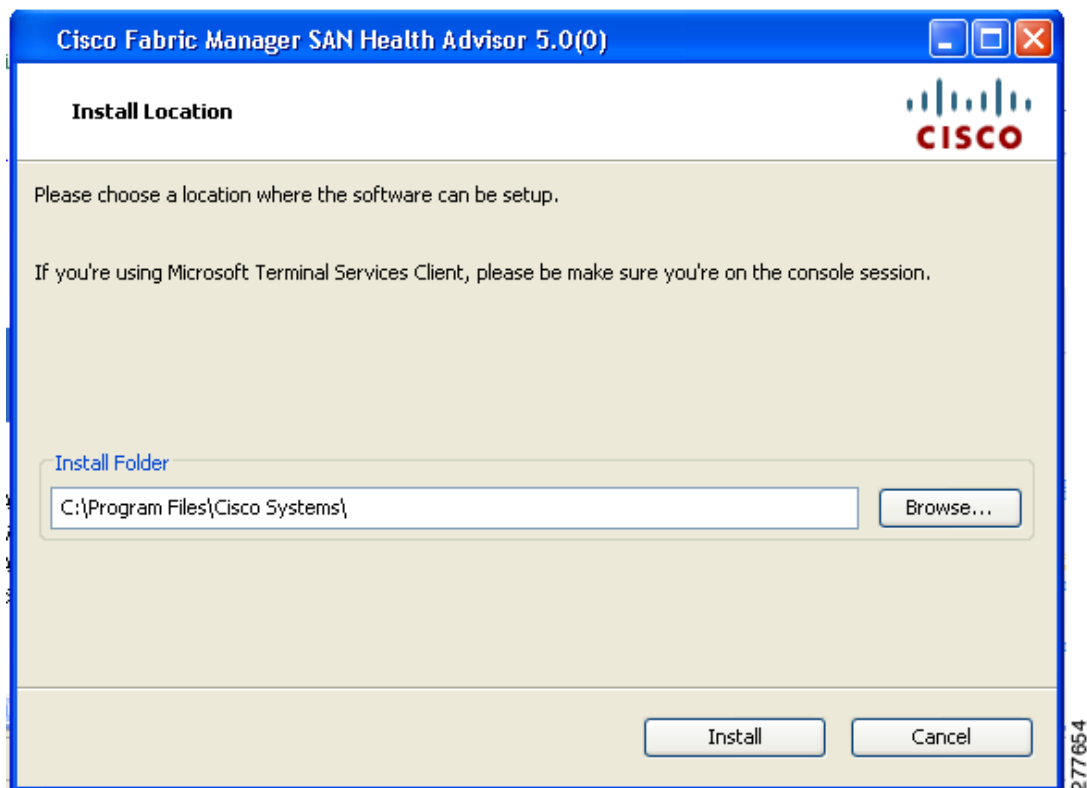 Cisco Fabric Manager SAN Health Advisor 5.0(0)
Install Location
CISCO
Please choose a location where the software can be setup.
If you're using Microsoft Terminal Services Client, please be make sure you're on the console session.
Install Folder
C:\Program Files\Cisco Systems\
Browse...
Install
Cancel
277654